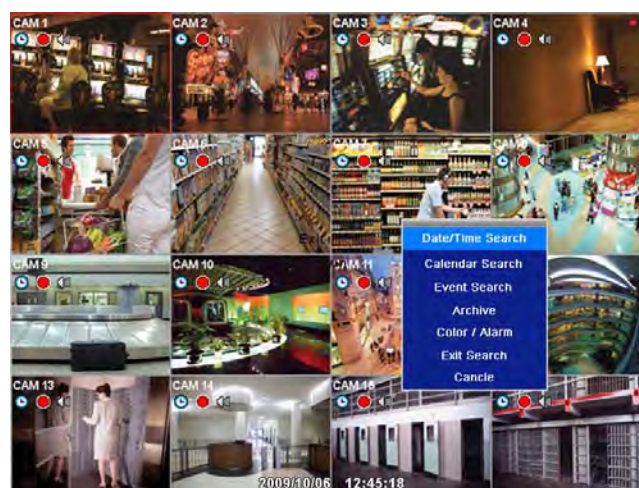 CAM 1
CAM 2
CAM 3
CAM 4
CAM 5
CAM 6
CAM 9
CAM 10
CAM 11
CAM 13
CAM 14
CAM 15
Date/Time Search
Calendar Search
Event Search
Archive
Color / Alarm
Exit Search
Cancle
2009/10/06 12:45:18